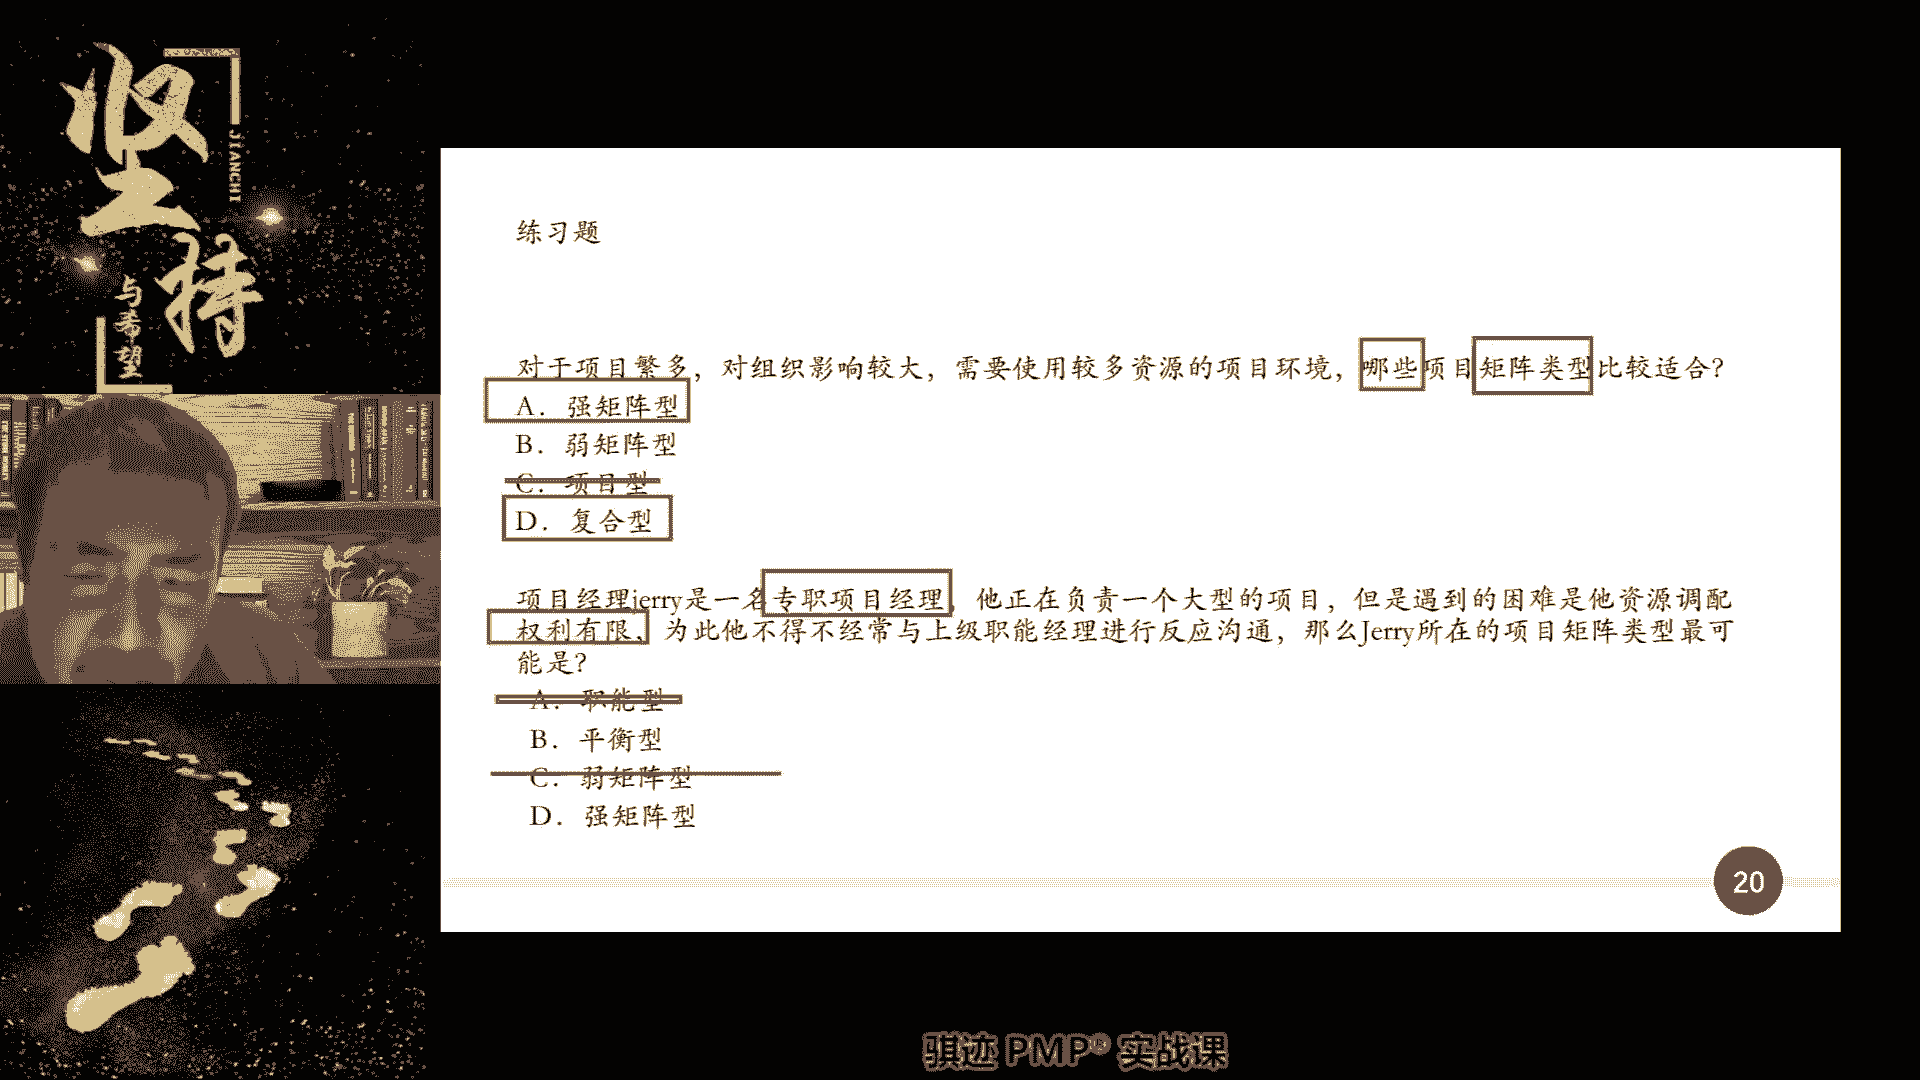 坚持
JIANCHI
与希望
练习题
对于项目繁多，对组织影响较大，需要使用较多资源的项目环境，哪些项目矩阵类型比较适合？
A．强矩阵型
B．弱矩阵型
C．项目型
D．复合型
项目经理jerry是一名专职项目经理，他正在负责一个大型的项目，但是遇到的困难是他资源调配
权利有限，为此他不得不经常与上级职能经理进行反应沟通，那么Jerry所在的项目矩阵类型最可
能是？
A．职能型
B．平衡型
C．弱矩阵型
D．强矩阵型
20
骐迹 PMP® 实战课